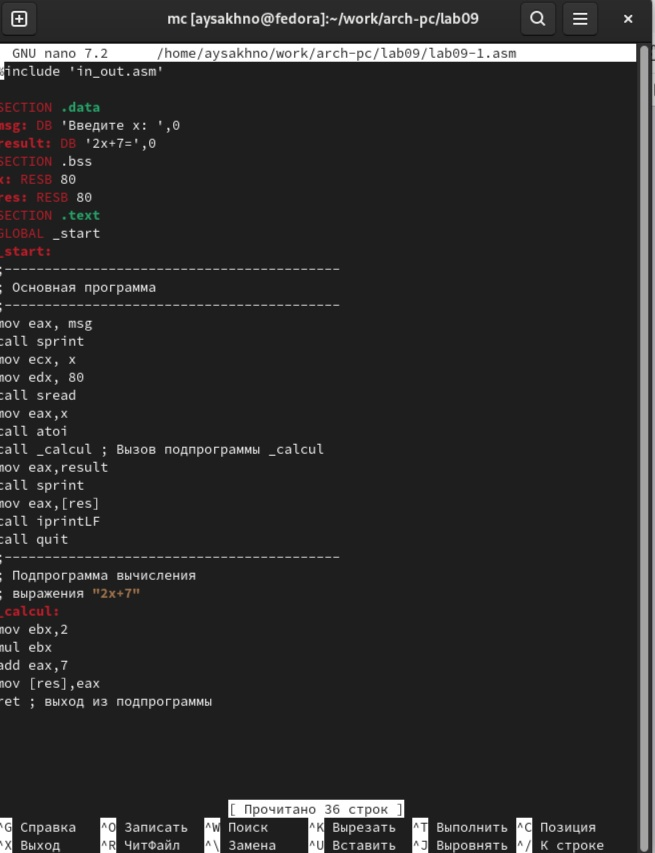 mc [aysakhno@fedora]:~/work/arch-pc/lab09
GNU nano 7.2 /home/aysakhno/work/arch-pc/lab09/lab09-1.asm
%include 'in_out.asm'
SECTION .data
msg: DB 'Введите x: ',0
result: DB '2x+7=',0
SECTION .bss
x: RESB 80
res: RESB 80
SECTION .text
GLOBAL _start
_start:
;------------------------------------------
; Основная программа
;------------------------------------------
mov eax, msg
call sprint
mov ecx, x
mov edx, 80
call sread
mov eax,x
call atoi
call _calcul ; Вызов подпрограммы _calcul
mov eax,result
call sprint
mov eax,[res]
call iprintLF
call quit
;------------------------------------------
; Подпрограмма вычисления
; выражения "2x+7"
_calcul:
mov ebx,2
mul ebx
add eax,7
mov [res],eax
ret ; выход из подпрограммы
[ Прочитано 36 строк ]
^G Справка ^O Записать ^W Поиск ^K Вырезать ^T Выполнить ^C Позиция
^X Выход ^R ЧитФайл ^\ Замена ^U Вставить ^J Выровнять ^/ К строке